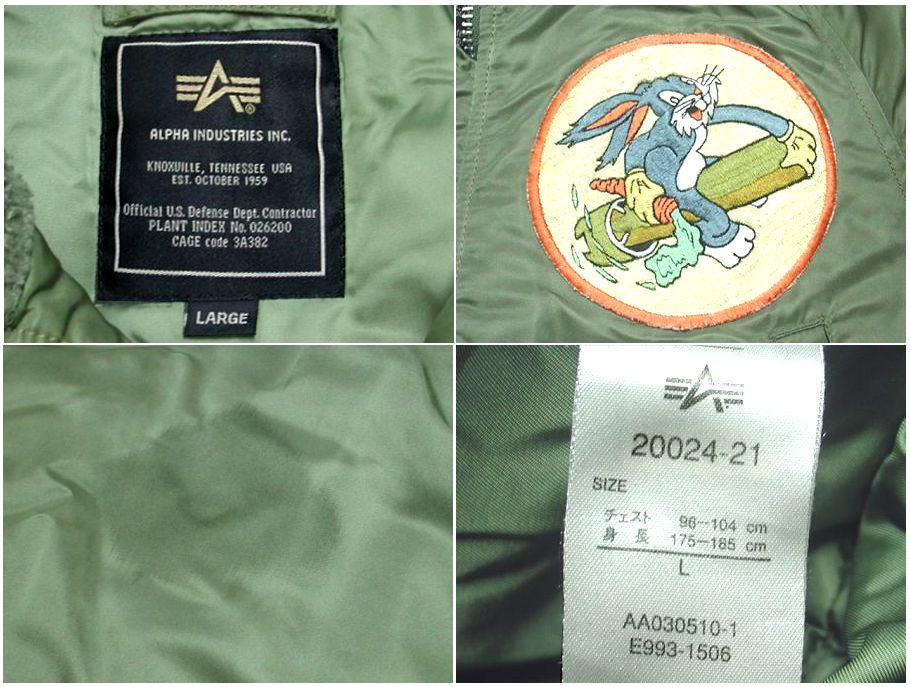 ALPHA INDUSTRIES INC.
KNOXVILLE, TENNESSEE USA
EST. OCTOBER 1959
Official U.S. Defense Dept. Contractor
PLANT INDEX No. 026200
CAGE code 3A382
LARGE
20024-21
SIZE
チェスト 96-104 cm
身長 175-185 cm
L
AA030510-1
E993-1506